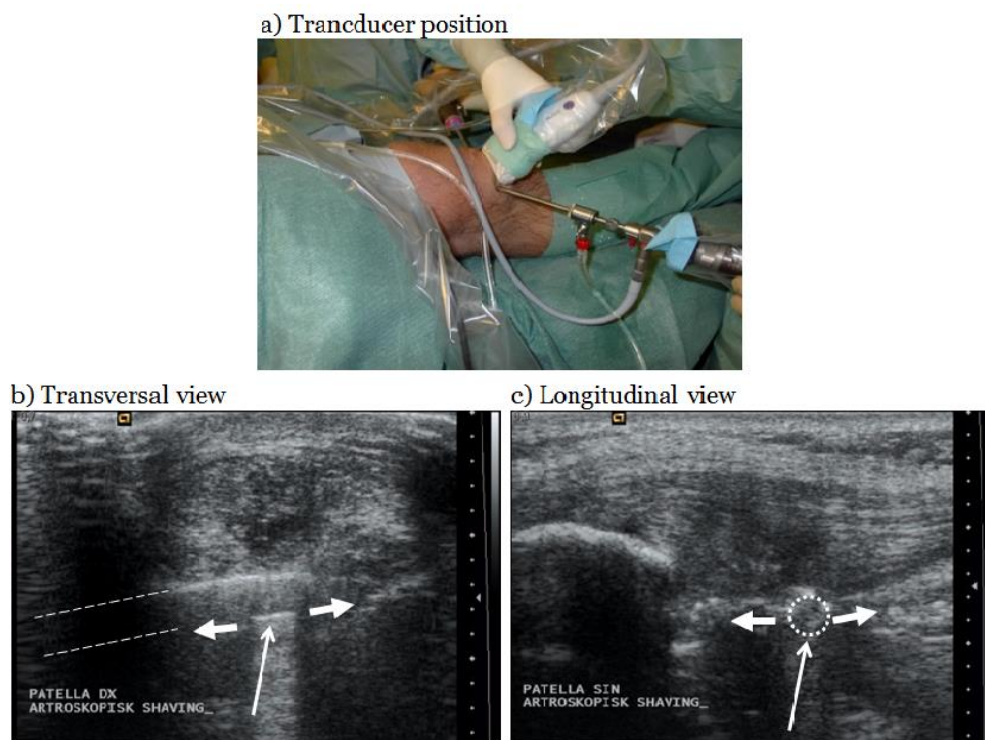 a) Trancducer position
b) Transversal view
c) Longitudinal view
PATELLA DX
ARTROSKOPISK SHAVING_
PATELLA SIN
ARTROSKOPISK SHAVING_